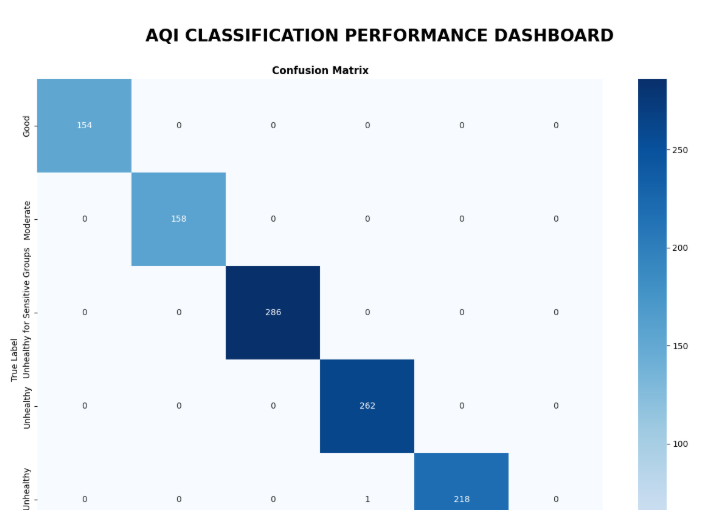 AQI CLASSIFICATION PERFORMANCE DASHBOARD
Confusion Matrix
Good
154 0 0 0 0 0
Moderate
0 158 0 0 0 0
Unhealthy for Sensitive Groups
0 0 286 0 0 0
True Label
Unhealthy
0 0 0 262 0 0
Unhealthy
0 0 0 1 218 0
250
200
150
100